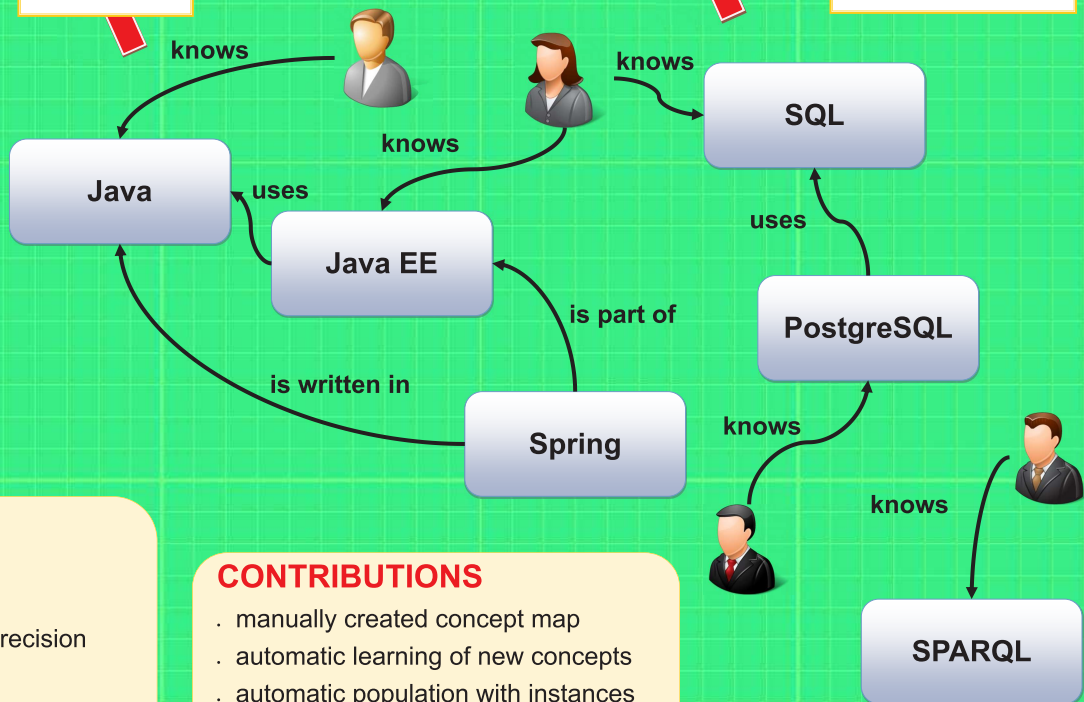 knows
knows
SQL
knows
Java
uses
uses
Java EE
is part of
PostgreSQL
is written in
knows
Spring
knows
CONTRIBUTIONS
. manually created concept map
recision
. automatic learning of new concepts
SPARQL
. automatic population with instances